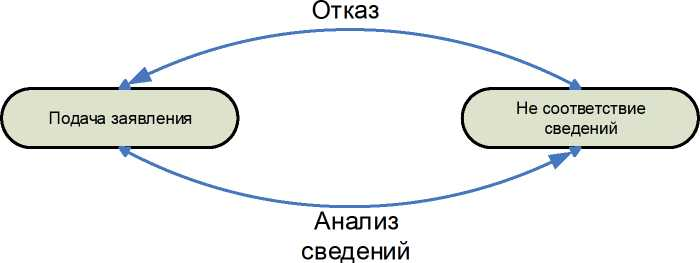 Отказ
Подача заявления
Не соответствие
сведений
Анализ
сведений